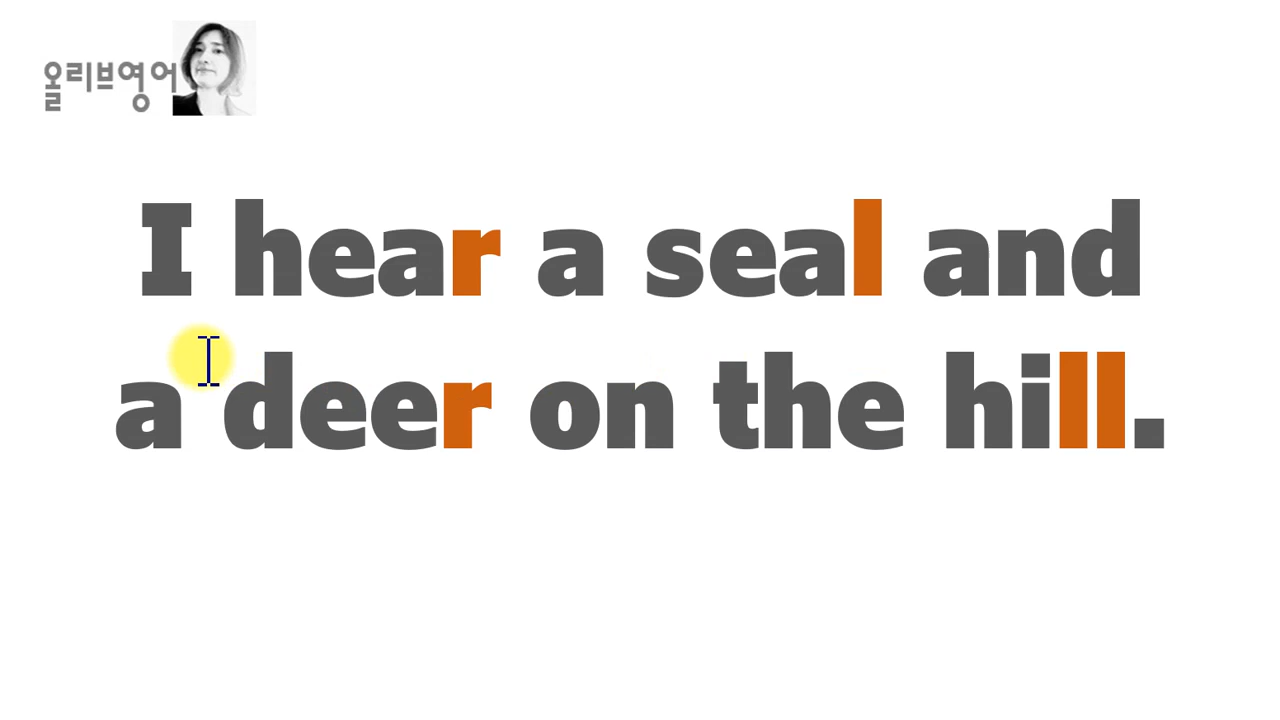 올리브영어
I hear a seal and
a deer on the hill.